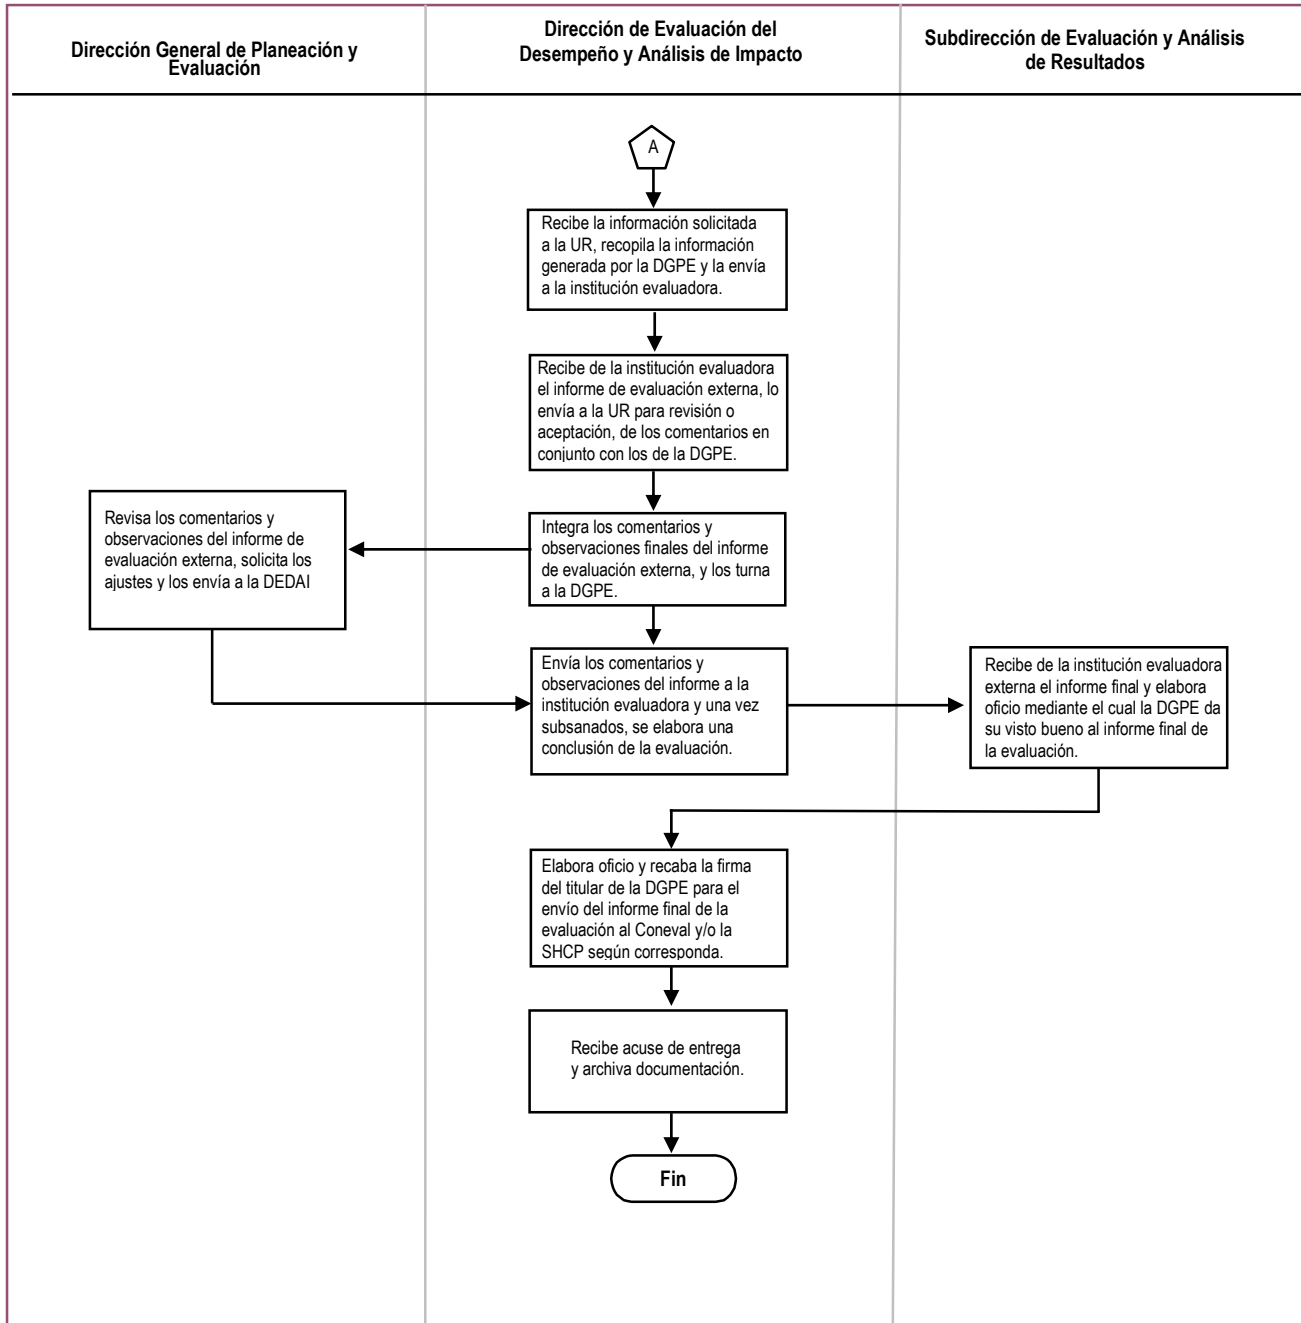 Dirección General de Planeación y
Evaluación
Dirección de Evaluación del
Desempeño y Análisis de Impacto
Subdirección de Evaluación y Análisis
de Resultados
A
Recibe la información solicitada
a la UR, recopila la información
generada por la DGPE y la envía
a la institución evaluadora.
Recibe de la institución evaluadora
el informe de evaluación externa, lo
envía a la UR para revisión o
aceptación, de los comentarios en
conjunto con los de la DGPE.
Integra los comentarios y
observaciones finales del informe
de evaluación externa, y los turna
a la DGPE.
Revisa los comentarios y
observaciones del informe de
evaluación externa, solicita los
ajustes y los envía a la DEDAI
Envía los comentarios y
observaciones del informe a la
institución evaluadora y una vez
subsanados, se elabora una
conclusión de la evaluación.
Recibe de la institución evaluadora
externa el informe final y elabora
oficio mediante el cual la DGPE da
su visto bueno al informe final de
la evaluación.
Elabora oficio y recaba la firma
del titular de la DGPE para el
envío del informe final de la
evaluación al Coneval y/o la
SHCP según corresponda.
Recibe acuse de entrega
y archiva documentación.
Fin